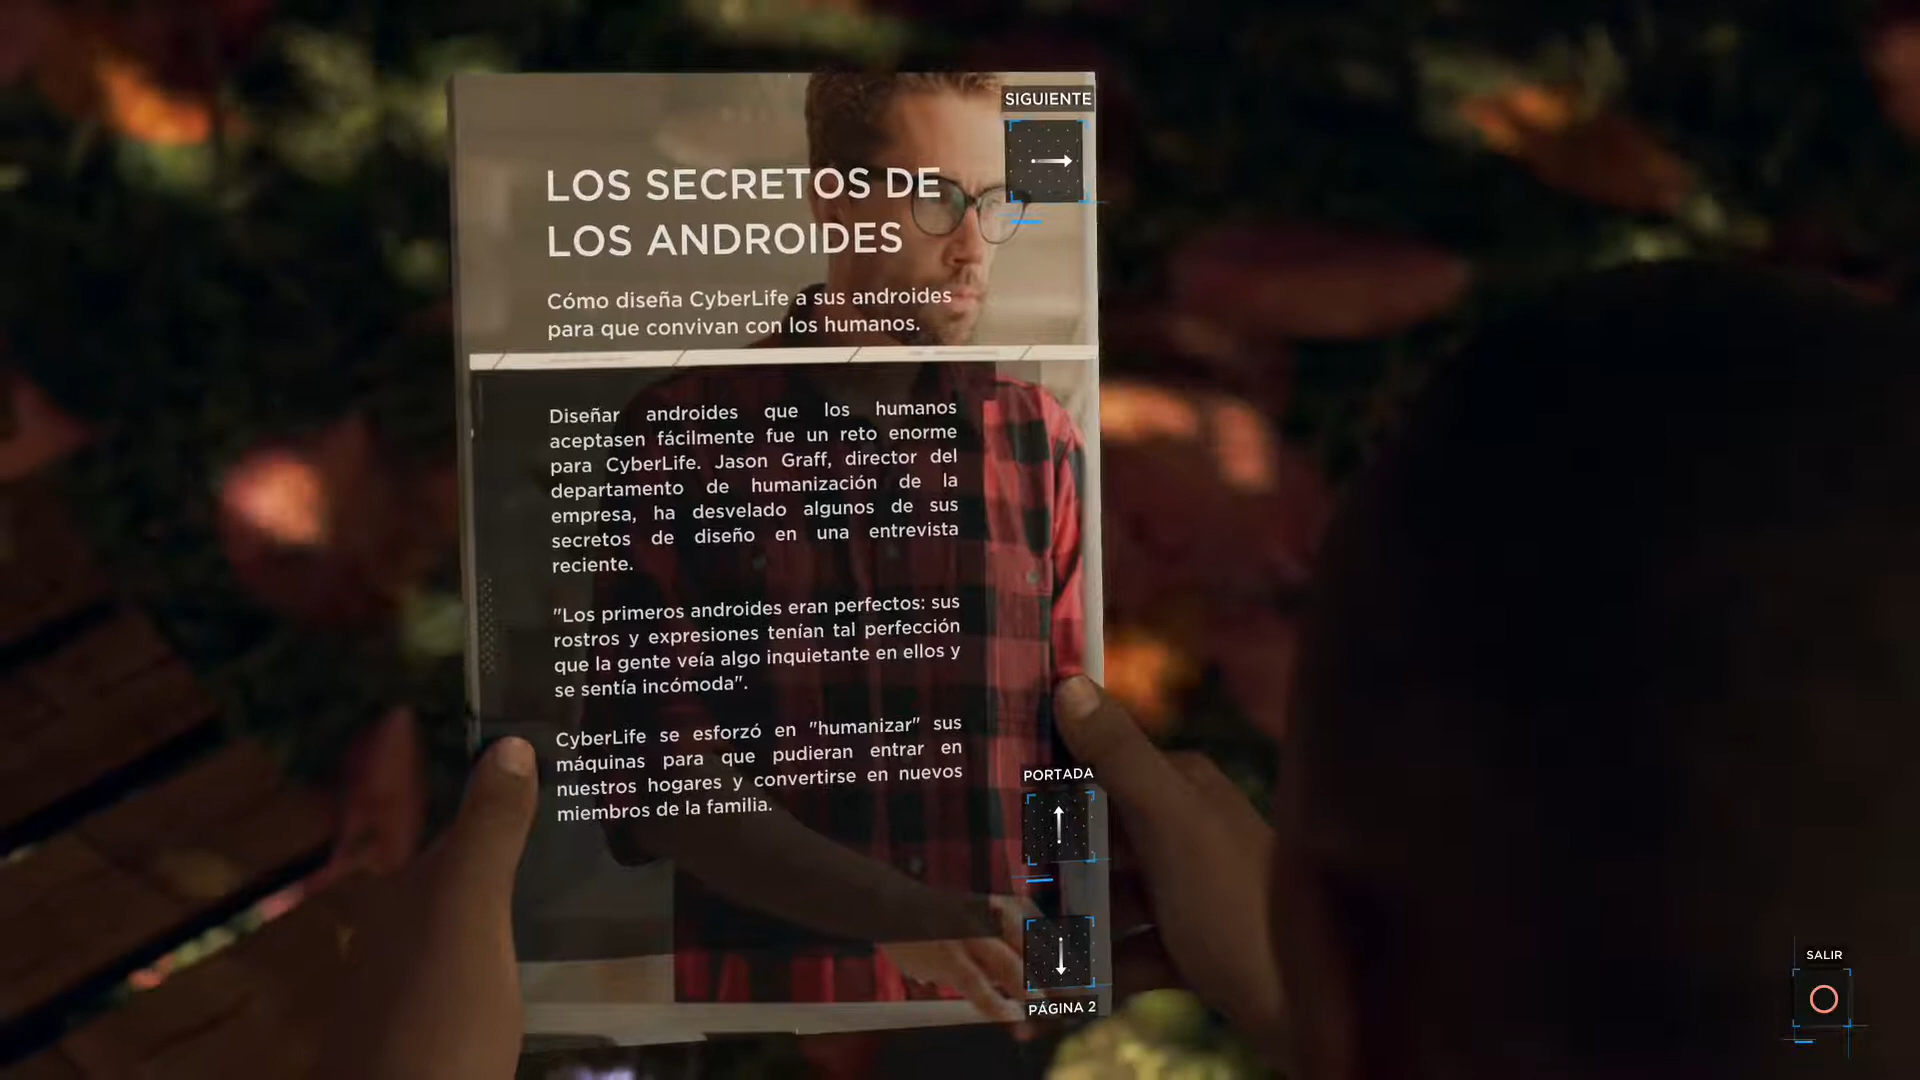 SIGUIENTE
LOS SECRETOS DE
LOS ANDROIDES
Cómo diseña CyberLife a sus androides
para que convivan con los humanos.
Diseñar androides que los humanos
aceptasen fácilmente fue un reto enorme
para CyberLife. Jason Graff, director del
departamento de humanización de la
empresa, ha desvelado algunos de sus
secretos de diseño en una entrevista
reciente.
"Los primeros androides eran perfectos: sus
rostros y expresiones tenían tal perfección
que la gente veía algo inquietante en ellos y
se sentía incómoda".
CyberLife se esforzó en "humanizar" sus
máquinas para que pudieran entrar en
nuestros hogares y convertirse en nuevos
miembros de la familia.
PORTADA
PÁGINA 2
SALIR